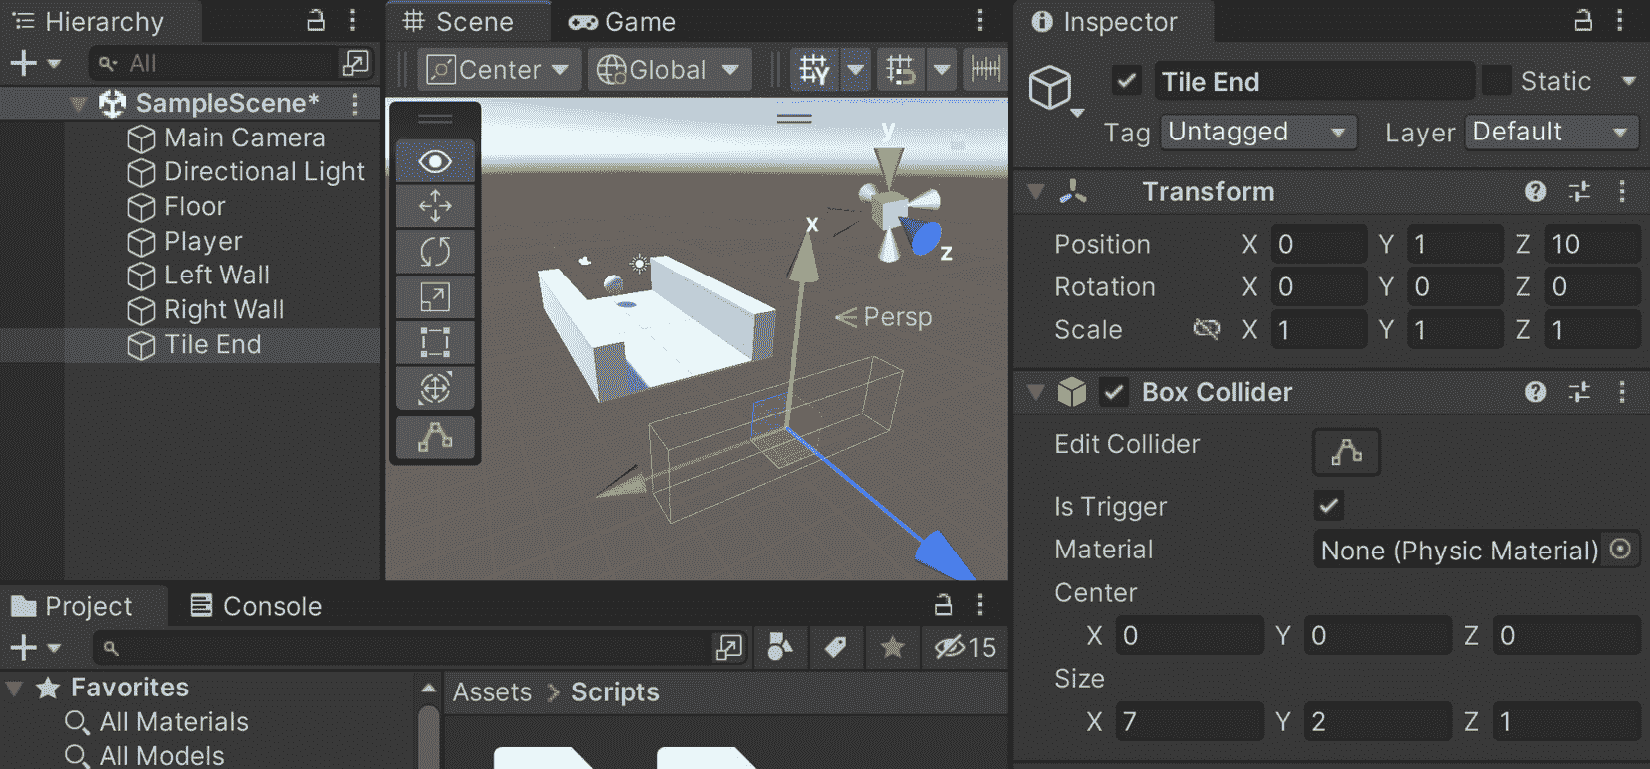 Hierarchy
All
SampleScene*
Main Camera
Directional Light
Floor
Player
Left Wall
Right Wall
Tile End
Scene
Game
Center
Global
Y
y
x
z
Persp
Inspector
Tile End
Static
Tag Untagged Layer Default
Transform
Position X 0 Y 1 Z 10
Rotation X 0 Y 0 Z 0
Scale X 1 Y 1 Z 1
Box Collider
Edit Collider
Is Trigger
Material None (Physic Material)
Center
X 0 Y 0 Z 0
Size
X 7 Y 2 Z 1
Project
Console
15
Favorites
All Materials
All Models
Assets > Scripts